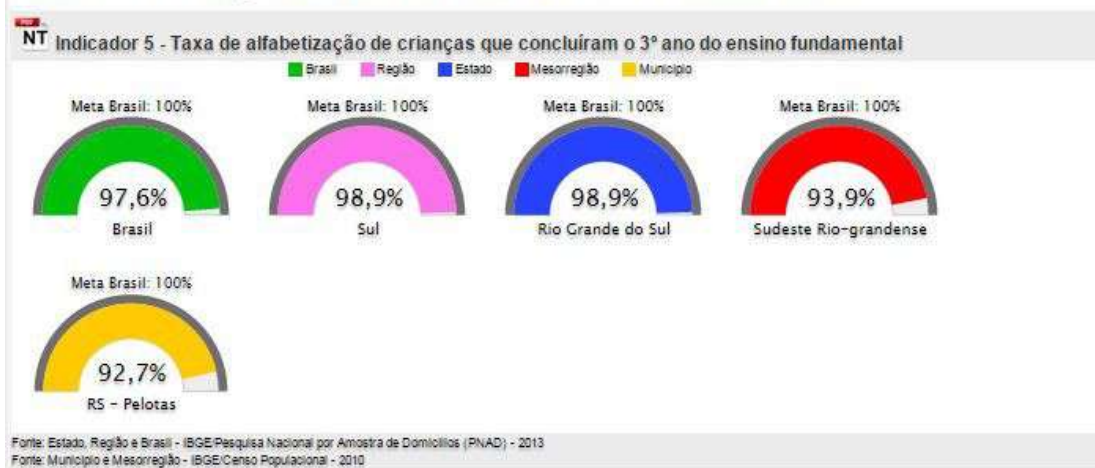 PDF
NT Indicador 5 - Taxa de alfabetização de crianças que concluíram o 3º ano do ensino fundamental
Brasil Região Estado Mesorregião Município
Meta Brasil: 100% Meta Brasil: 100% Meta Brasil: 100% Meta Brasil: 100%
97,6% 98,9% 98,9% 93,9%
Brasil Sul Rio Grande do Sul Sudeste Rio-grandense
Meta Brasil: 100%
92,7%
RS - Pelotas
Fonte: Estado, Região e Brasil - IBGE/Pesquisa Nacional por Amostra de Domicílios (PNAD) - 2013
Fonte: Município e Mesorregião - IBGE/Censo Populacional - 2010